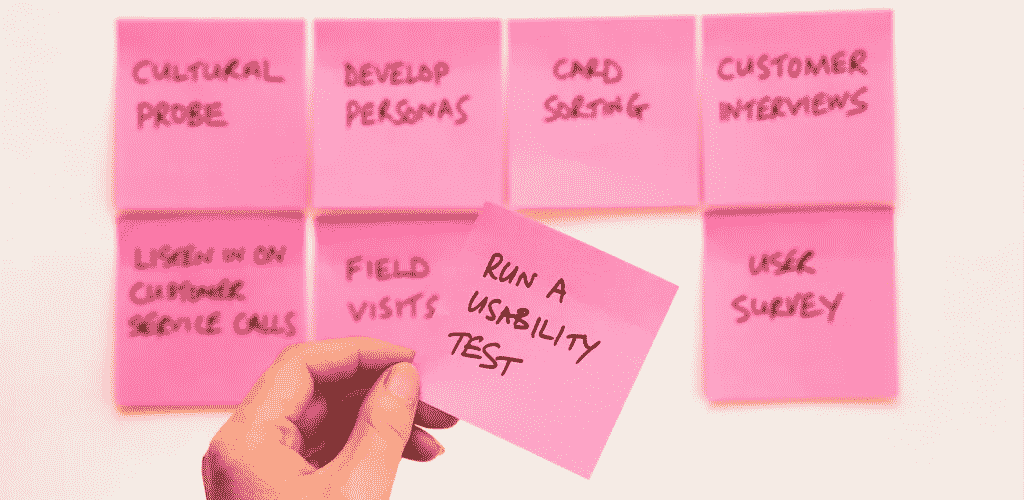 CULTURAL
PROBE
DEVELOP
PERSONAS
CARD
SORTING
CUSTOMER
INTERVIEWS
LISTEN IN ON
CUSTOMER
SERVICE CALLS
FIELD
VISITS
RUN A
USABILITY
TEST
USER
SURVEY